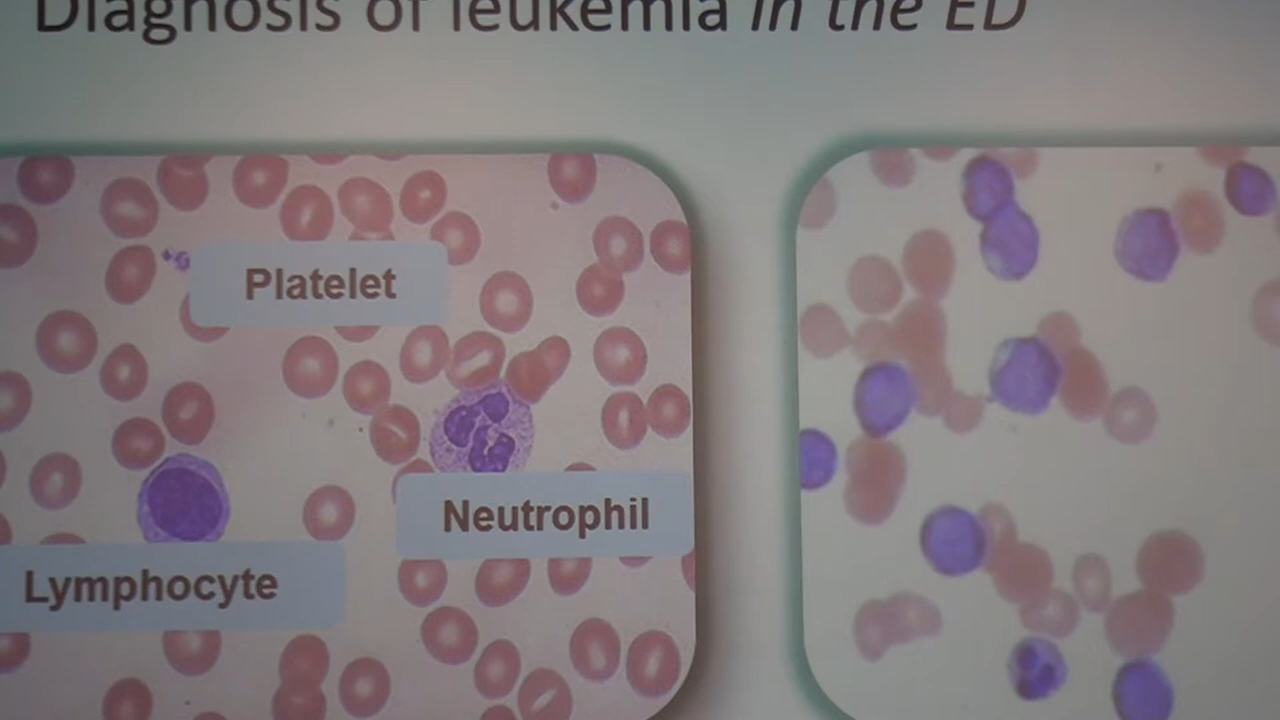 Diagnosis of leukemia in the ED
Platelet
Neutrophil
Lymphocyte